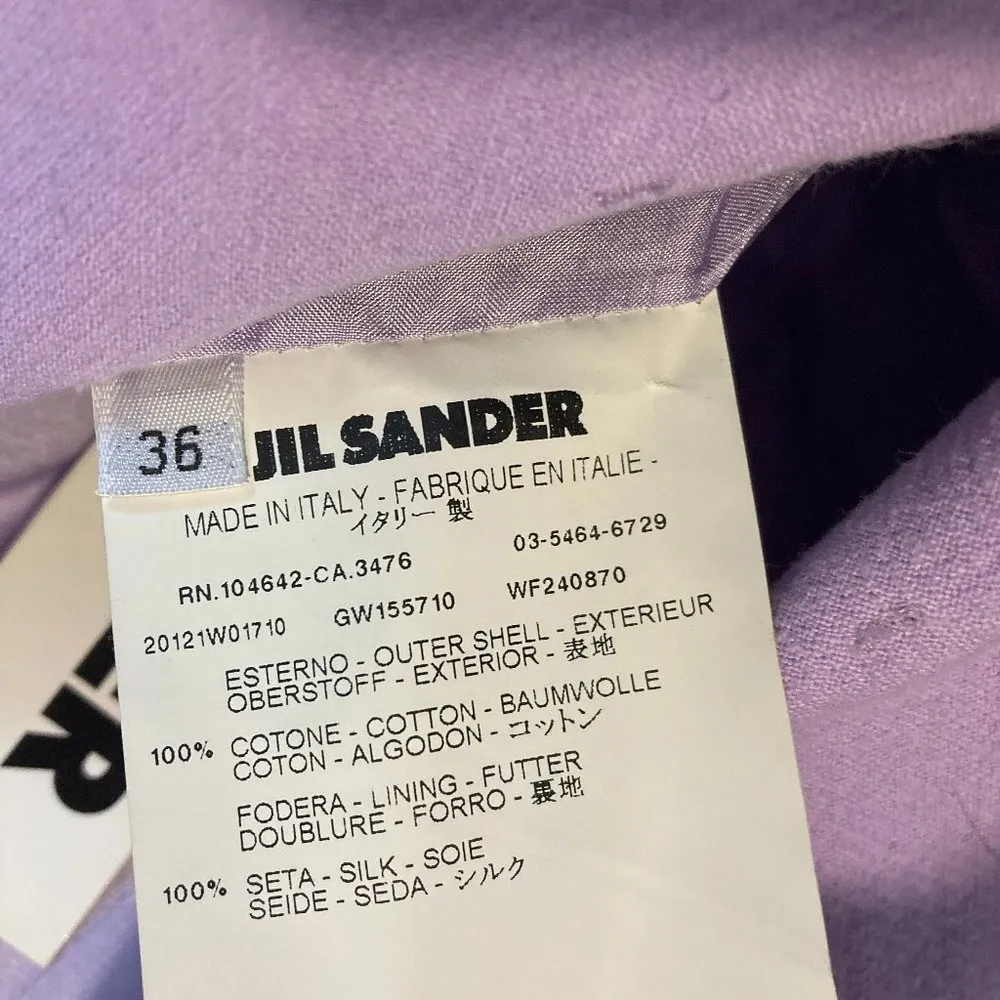 36
JIL SANDER
MADE IN ITALY - FABRIQUE EN ITALIE -
イタリー 製
RN.104642-CA.3476 03-5464-6729
20121W01710 GW155710 WF240870
ESTERNO - OUTER SHELL - EXTERIEUR
OBERSTOFF - EXTERIOR - 表地
100% COTONE - COTTON - BAUMWOLLE
COTON - ALGODON - コットン
FODERA - LINING - FUTTER
DOUBLURE - FORRO - 裏地
100% SETA - SILK - SOIE
SEIDE - SEDA - シルク
ER